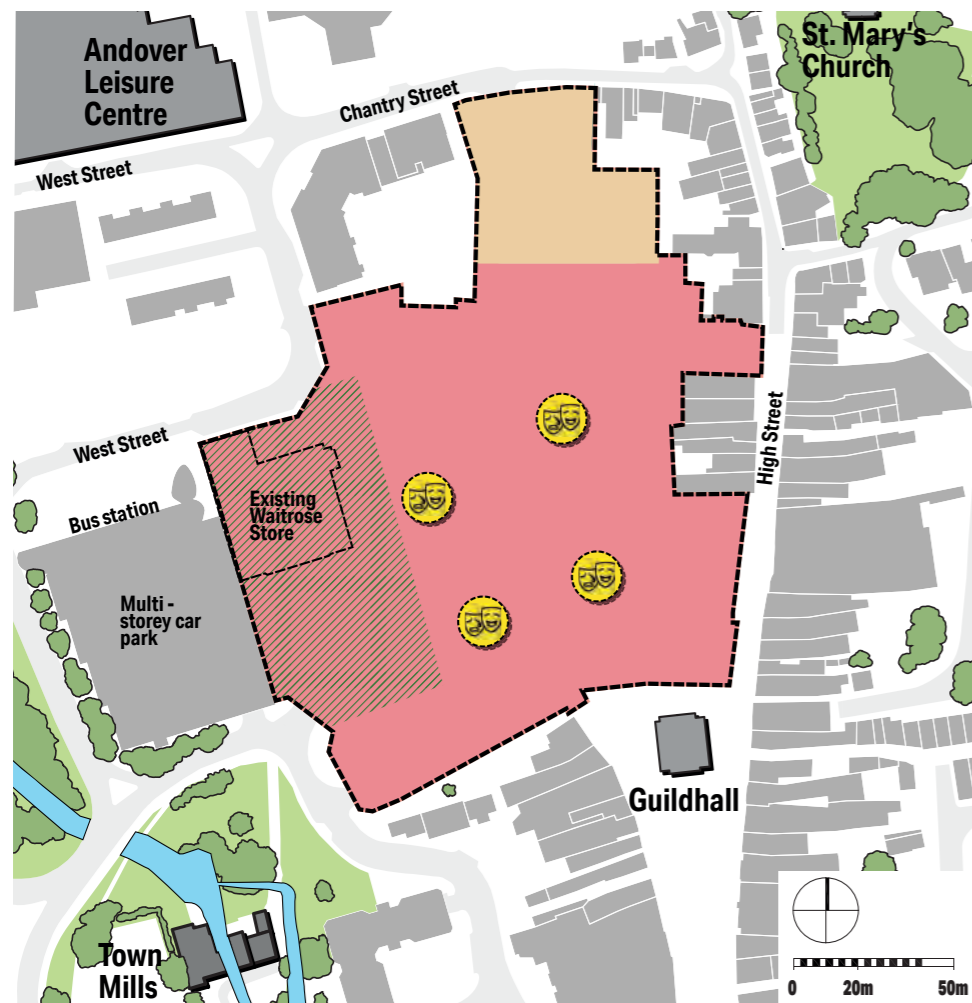 Andover
Leisure
Centre
St. Mary's
Church
Chantry Street
West Street
High Street
West Street
Bus station
Existing
Waitrose
Store
Multi -
storey car
park
Guildhall
Town
Mills
0 20m 50m